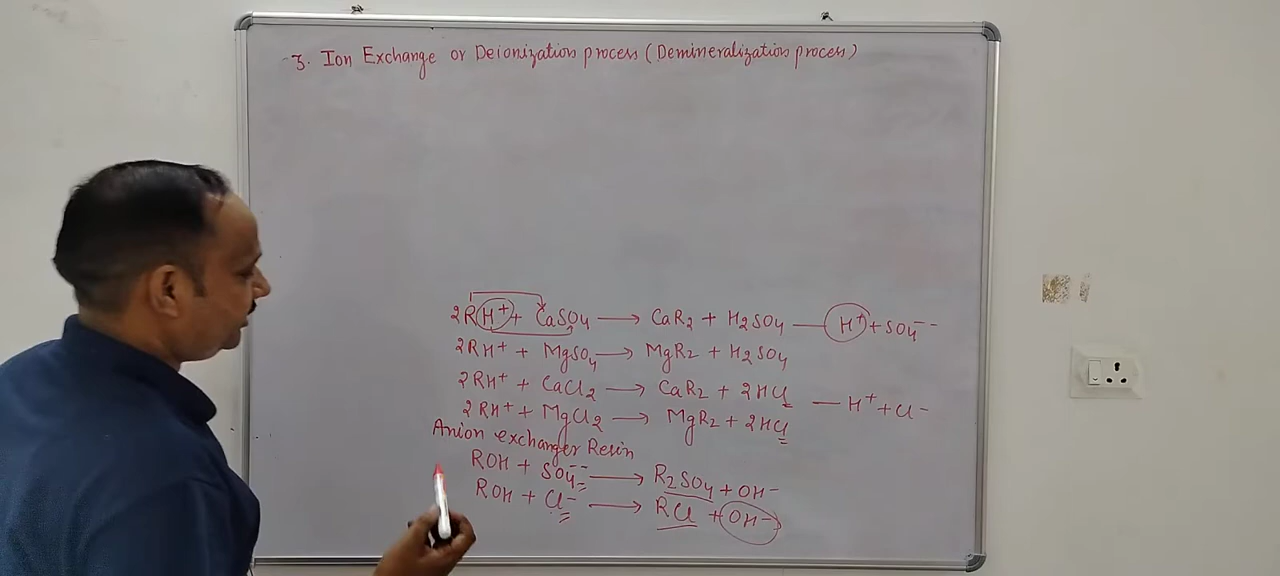 3. Ion Exchange or Deionization process (Demineralization process)
2RH⁺ + CaSO₄ → CaR₂ + H₂SO₄ — H⁺ + SO₄⁻⁻
2RH⁺ + MgSO₄ → MgR₂ + H₂SO₄
2RH⁺ + CaCl₂ → CaR₂ + 2HCl — H⁺ + Cl⁻
2RH⁺ + MgCl₂ → MgR₂ + 2HCl
Anion exchanger Resin
ROH + SO₄⁻⁻ → R₂SO₄ + OH⁻
ROH + Cl⁻ → RCl + OH⁻